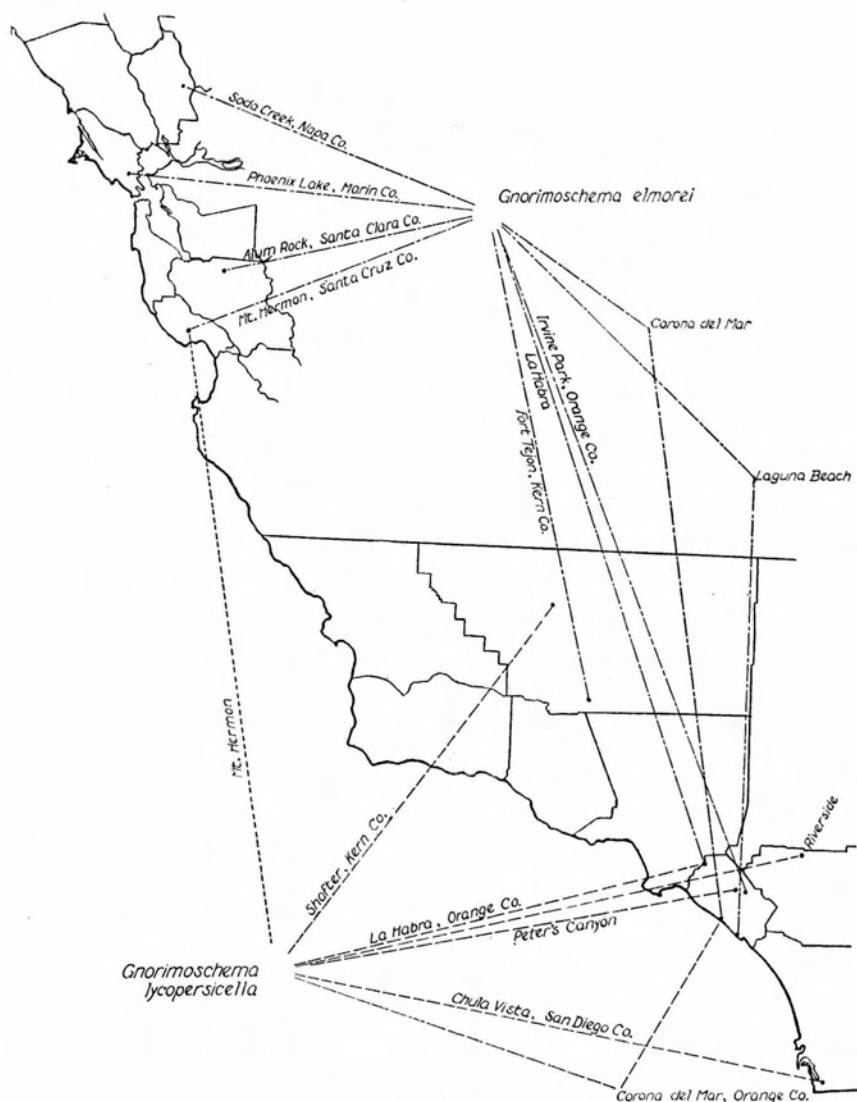 Soda Creek, Napa Co.
Phoenix Lake, Marin Co.
Gnorimoschema elmorei
Alum Rock, Santa Clara Co.
Mt. Hermon, Santa Cruz Co.
Corona del Mar
Irvine Park, Orange Co.
La Habra
Fort Tejon, Kern Co.
Laguna Beach
Mt. Hermon
Riverside
Shafter, Kern Co.
La Habra, Orange Co.
Peter's Canyon
Gnorimoschema
lycopersicella
Chula Vista, San Diego Co.
Corona del Mar, Orange Co.